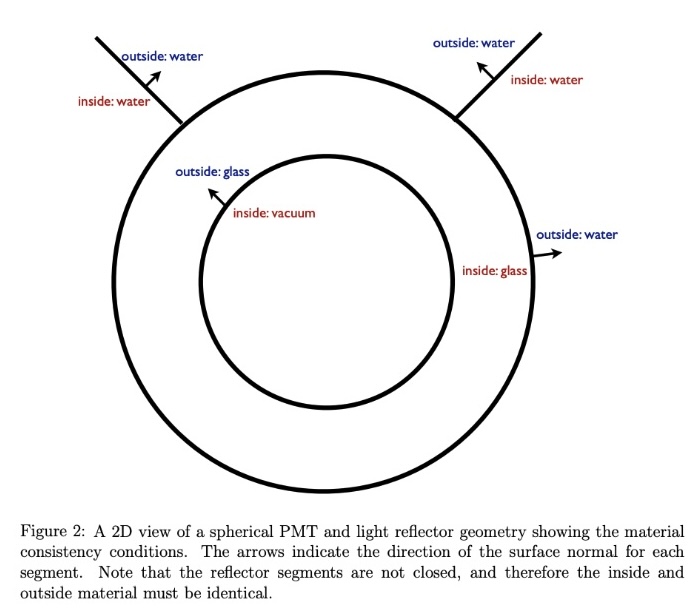 outside: water
outside: water
inside: water
inside: water
outside: glass
inside: vacuum
outside: water
inside: glass
Figure 2: A 2D view of a spherical PMT and light reflector geometry showing the material
consistency conditions. The arrows indicate the direction of the surface normal for each
segment. Note that the reflector segments are not closed, and therefore the inside and
outside material must be identical.